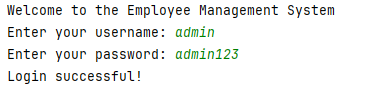 Welcome to the Employee Management System
Enter your username: admin
Enter your password: admin123
Login successful!